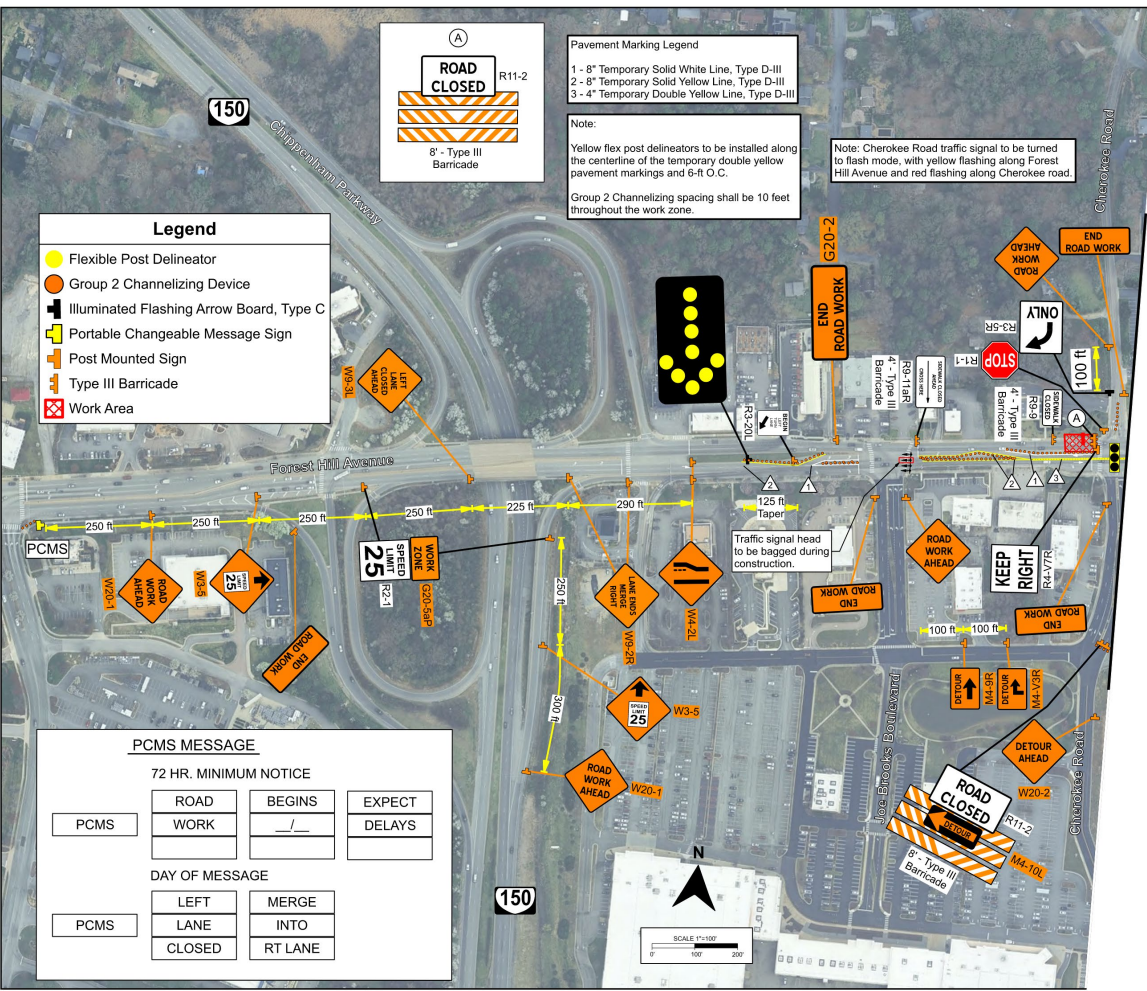 A
ROAD
CLOSED
R11-2
8' - Type III
Barricade
Pavement Marking Legend
1 - 8" Temporary Solid White Line, Type D-III
2 - 8" Temporary Solid Yellow Line, Type D-III
3 - 4" Temporary Double Yellow Line, Type D-III
Note:
Yellow flex post delineators to be installed along
the centerline of the temporary double yellow
pavement markings and 6-ft O.C.
Group 2 Channelizing spacing shall be 10 feet
throughout the work zone.
Note: Cherokee Road traffic signal to be turned
to flash mode, with yellow flashing along Forest
Hill Avenue and red flashing along Cherokee road.
150
Chippenham Parkway
Cherokee Road
Legend
Flexible Post Delineator
Group 2 Channelizing Device
Illuminated Flashing Arrow Board, Type C
Portable Changeable Message Sign
Post Mounted Sign
Type III Barricade
Work Area
G20-2
END
ROAD WORK
ROAD
WORK
AHEAD
END
ROAD WORK
ONLY
R3-5R
STOP
R1-1
100 ft
LEFT
LANE
CLOSED
AHEAD
W9-3L
R3-20L
BEGIN
LEFT
TURN
LANE
4' - Type III
Barricade
R9-11aR
SIDEWALK CLOSED
AHEAD
CROSS HERE
4' - Type III
Barricade
R9-9
SIDEWALK
CLOSED
A
Forest Hill Avenue
2
1
2
1
3
250 ft
250 ft
250 ft
250 ft
225 ft
290 ft
125 ft
Taper
PCMS
Traffic signal head
to be bagged during
construction.
W20-1
ROAD
WORK
AHEAD
W3-5
SPEED
LIMIT
25
END
ROAD WORK
SPEED
LIMIT
25
R2-1
WORK
ZONE
G20-5aP
250 ft
300 ft
LANE ENDS
MERGE
RIGHT
W9-2R
W4-2L
END
ROAD WORK
ROAD
WORK
AHEAD
KEEP
RIGHT
R4-V7R
END
ROAD WORK
100 ft
100 ft
DETOUR
M4-9R
DETOUR
M4-V3R
SPEED
LIMIT
25
W3-5
ROAD
WORK
AHEAD
W20-1
DETOUR
AHEAD
W20-2
Joe Brooks Boulevard
Cherokee Road
ROAD
CLOSED
R11-2
DETOUR
M4-10L
8' - Type III
Barricade
150
N
SCALE 1"=100'
0' 100' 200'
PCMS MESSAGE
72 HR. MINIMUM NOTICE
PCMS
ROAD
WORK
BEGINS
__/__
EXPECT
DELAYS
DAY OF MESSAGE
PCMS
LEFT
LANE
CLOSED
MERGE
INTO
RT LANE